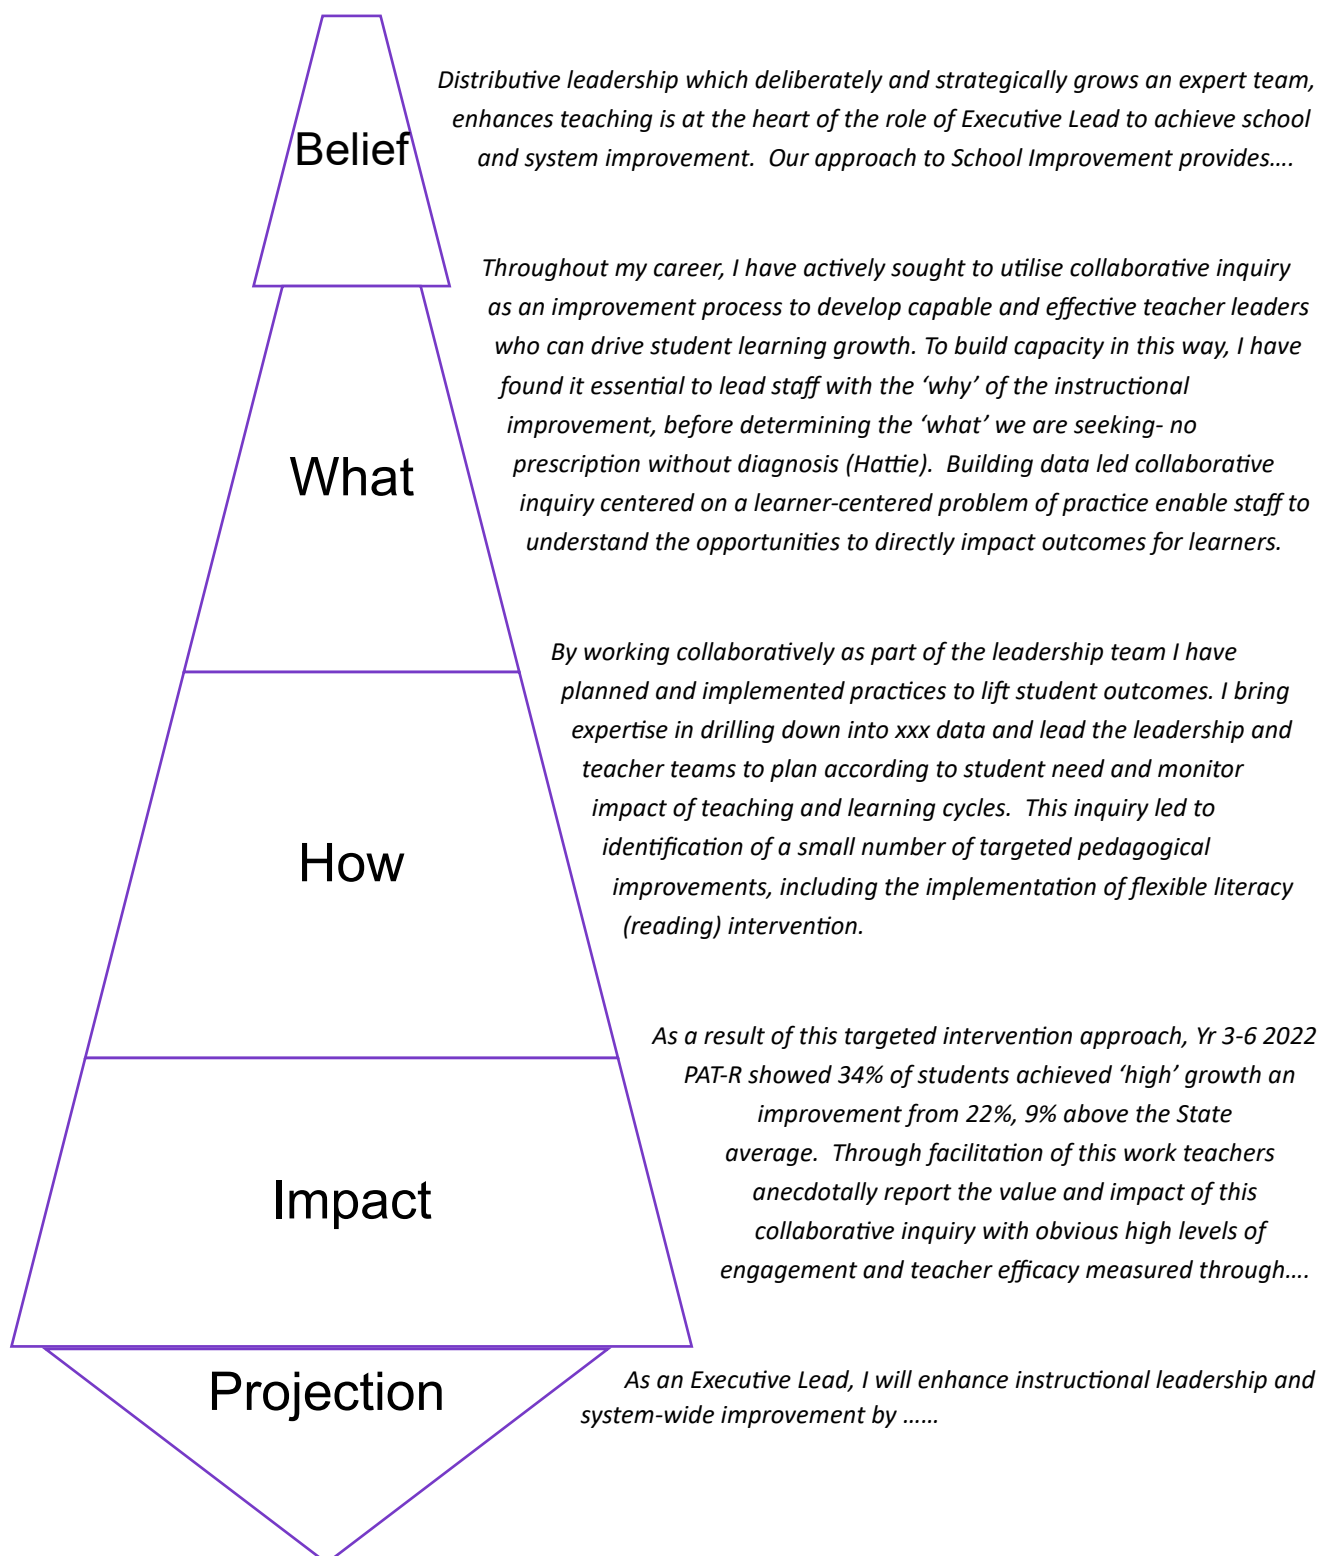 Belief
Distributive leadership which deliberately and strategically grows an expert team,
enhances teaching is at the heart of the role of Executive Lead to achieve school
and system improvement.  Our approach to School Improvement provides....
What
Throughout my career, I have actively sought to utilise collaborative inquiry
as an improvement process to develop capable and effective teacher leaders
who can drive student learning growth. To build capacity in this way, I have
found it essential to lead staff with the ‘why’ of the instructional
improvement, before determining the ‘what’ we are seeking- no
prescription without diagnosis (Hattie).  Building data led collaborative
inquiry centered on a learner-centered problem of practice enable staff to
understand the opportunities to directly impact outcomes for learners.
How
By working collaboratively as part of the leadership team I have
planned and implemented practices to lift student outcomes. I bring
expertise in drilling down into xxx data and lead the leadership and
teacher teams to plan according to student need and monitor
impact of teaching and learning cycles.  This inquiry led to
identification of a small number of targeted pedagogical
improvements, including the implementation of flexible literacy
(reading) intervention.
Impact
As a result of this targeted intervention approach, Yr 3-6 2022
PAT-R showed 34% of students achieved ‘high’ growth an
improvement from 22%, 9% above the State
average.  Through facilitation of this work teachers
anecdotally report the value and impact of this
collaborative inquiry with obvious high levels of
engagement and teacher efficacy measured through....
Projection
As an Executive Lead, I will enhance instructional leadership and
system-wide improvement by ......